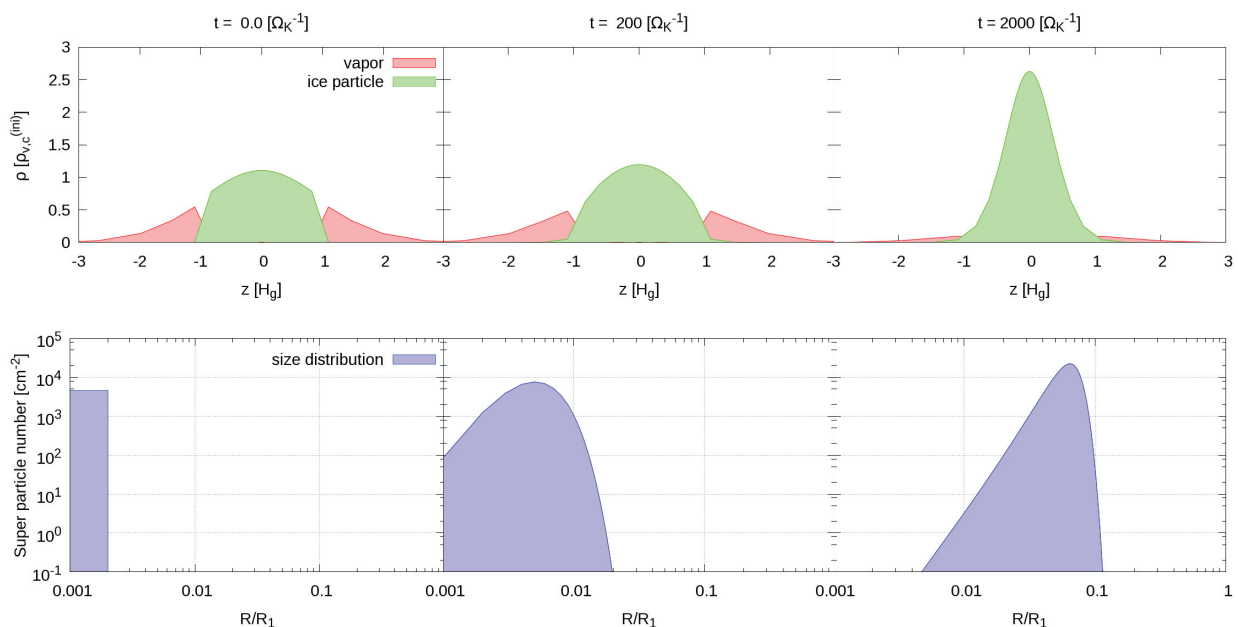 t = 0.0 [Ω_K^-1]
t = 200 [Ω_K^-1]
t = 2000 [Ω_K^-1]
ρ [ρ_v,c^(ini)]
3
2.5
2
1.5
1
0.5
0
vapor
ice particle
-3 -2 -1 0 1 2 -3 -2 -1 0 1 2 -3 -2 -1 0 1 2 3
z [H_g] z [H_g] z [H_g]
Super particle number [cm^-2]
10^5
10^4
10^3
10^2
10^1
10^0
10^-1
size distribution
0.001 0.01 0.1 0.001 0.01 0.1 0.001 0.01 0.1 1
R/R_1 R/R_1 R/R_1